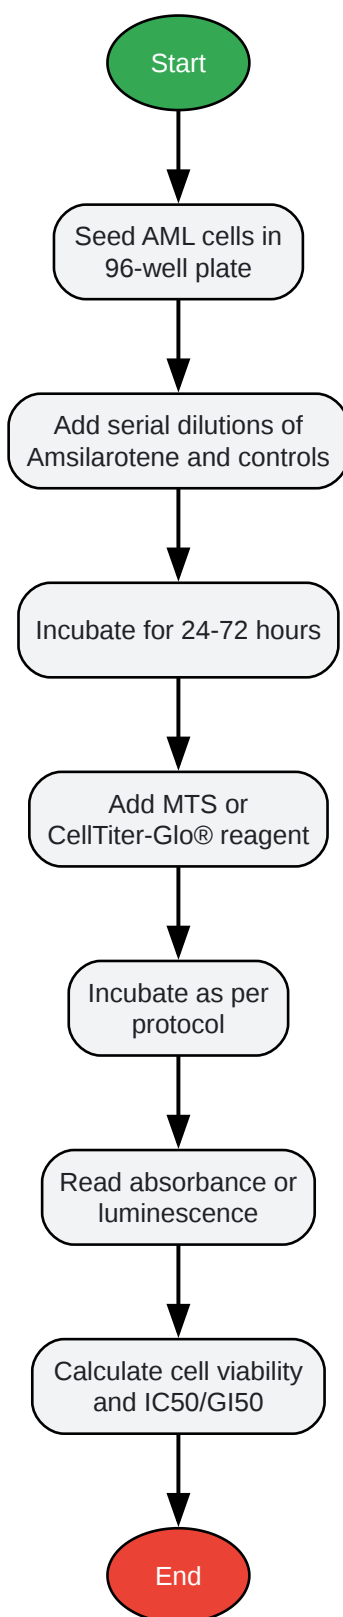 Start
Seed AML cells in
96-well plate
Add serial dilutions of
Amsilarotene and controls
Incubate for 24-72 hours
Add MTS or
CellTiter-Glo® reagent
Incubate as per
protocol
Read absorbance or
luminescence
Calculate cell viability
and IC50/GI50
End